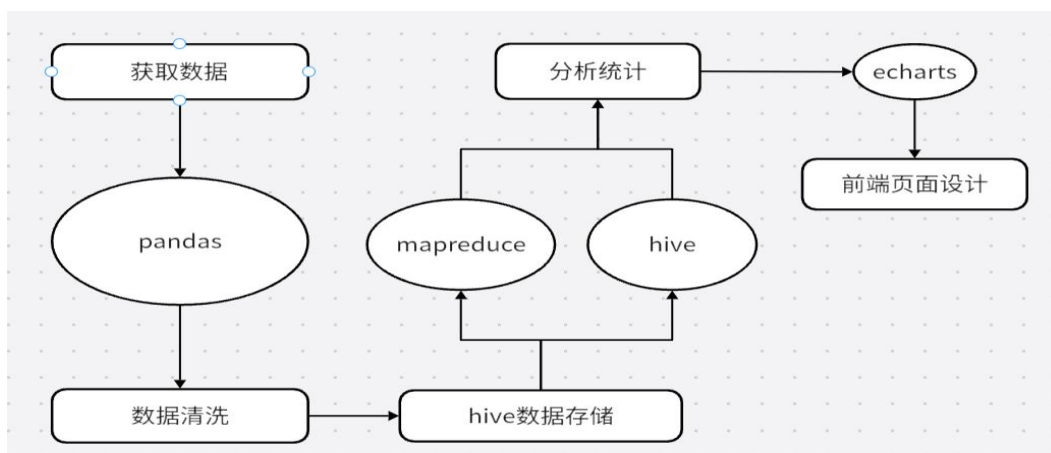 获取数据
pandas
数据清洗
hive数据存储
mapreduce
hive
分析统计
echarts
前端页面设计